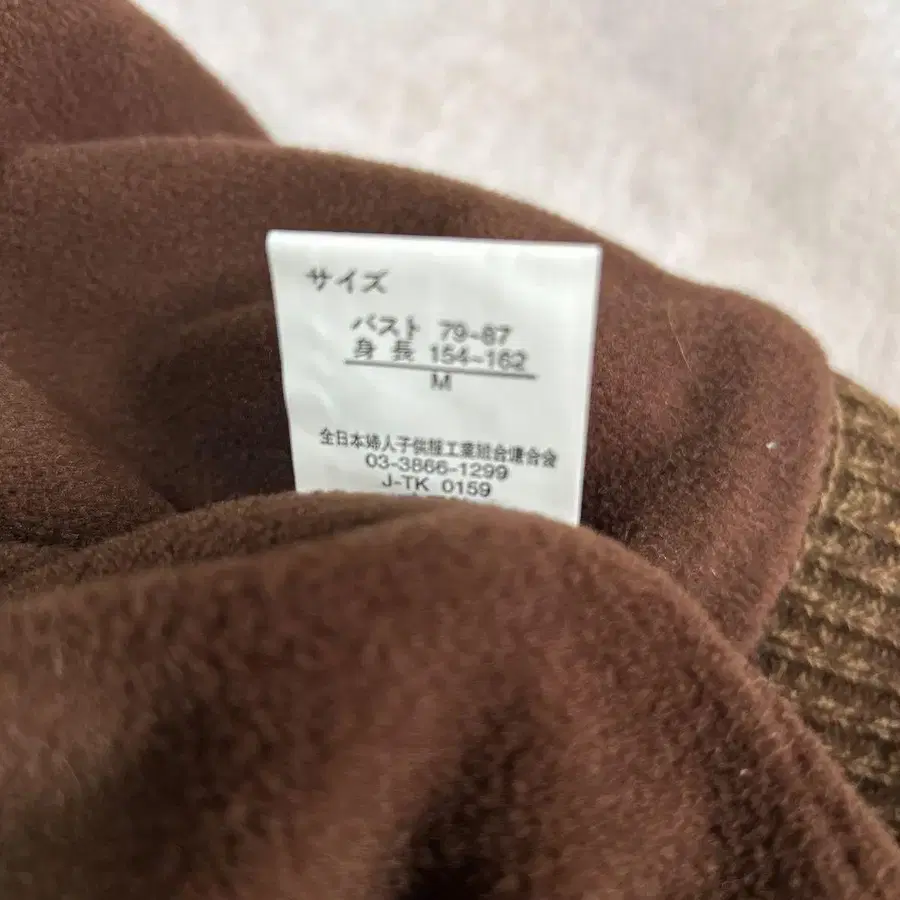 サイズ
バスト 79-87
身長 154-162
M
全日本婦人子供服工業組合連合会
03-3866-1299
J-TK 0159